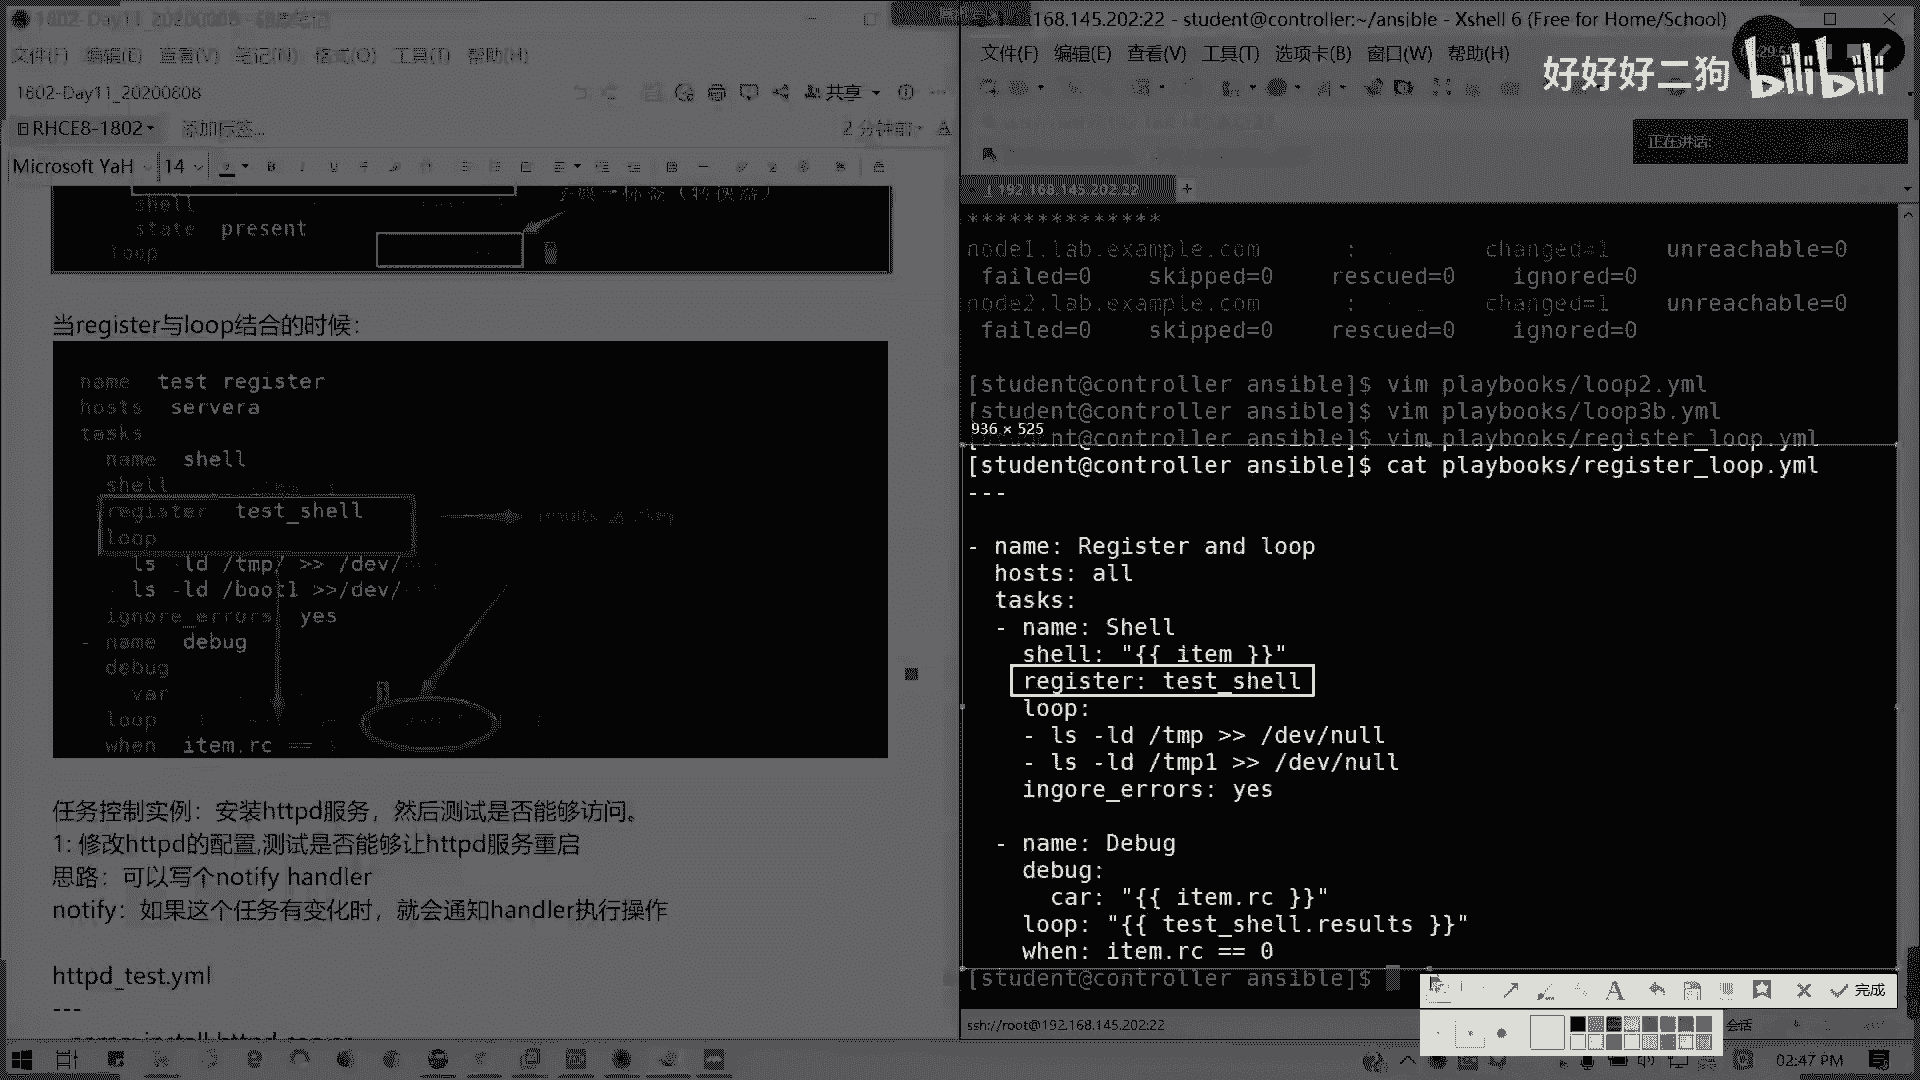 1802-Day11_20200808
文件(F) 编辑(E) 查看(V) 笔记(N) 格式(O) 工具(T) 帮助(H)
1802-Day11_20200808
共享
RHCE8-1802
添加标签...
2 分钟前
Microsoft YaH
14
shell
state present
loop
当register与loop结合的时候：
name test register
hosts servera
tasks
name shell
shell
register test_shell
loop
ls -ld /tmp/ >> /dev/
- ls -ld /boot1 >>/dev/
ignore_errors yes
- name debug
debug
var
loop
when item.rc ==
任务控制实例：安装httpd服务，然后测试是否能够访问。
1: 修改httpd的配置,测试是否能够让httpd服务重启
思路：可以写个notify handler
notify：如果这个任务有变化时，就会通知handler执行操作
httpd_test.yml
---
.168.145.202:22 - student@controller:~/ansible - Xshell 6 (Free for Home/School)
文件(F) 编辑(E) 查看(V) 工具(T) 选项卡(B) 窗口(W) 帮助(H)
好好好二狗 bilibili
正在讲话:
1 192.168.145.202:22
**************
node1.lab.example.com : changed=1 unreachable=0
failed=0 skipped=0 rescued=0 ignored=0
node2.lab.example.com : changed=1 unreachable=0
failed=0 skipped=0 rescued=0 ignored=0
[student@controller ansible]$ vim playbooks/loop2.yml
[student@controller ansible]$ vim playbooks/loop3b.yml
936 × 525
[student@controller ansible]$ vim playbooks/register_loop.yml
[student@controller ansible]$ cat playbooks/register_loop.yml
---
- name: Register and loop
hosts: all
tasks:
- name: Shell
shell: "{{ item }}"
register: test_shell
loop:
- ls -ld /tmp >> /dev/null
- ls -ld /tmp1 >> /dev/null
ingore_errors: yes
- name: Debug
debug:
car: "{{ item.rc }}"
loop: "{{ test_shell.results }}"
when: item.rc == 0
[student@controller ansible]$
完成
ssh://root@192.168.145.202:22
会话
02:47 PM